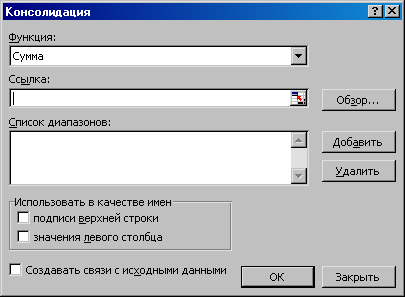 Консолидация
Функция:
Сумма
Ссылка:
Обзор...
Список диапазонов:
Добавить
Удалить
Использовать в качестве имен
подписи верхней строки
значения левого столбца
Создавать связи с исходными данными
OK
Закрыть